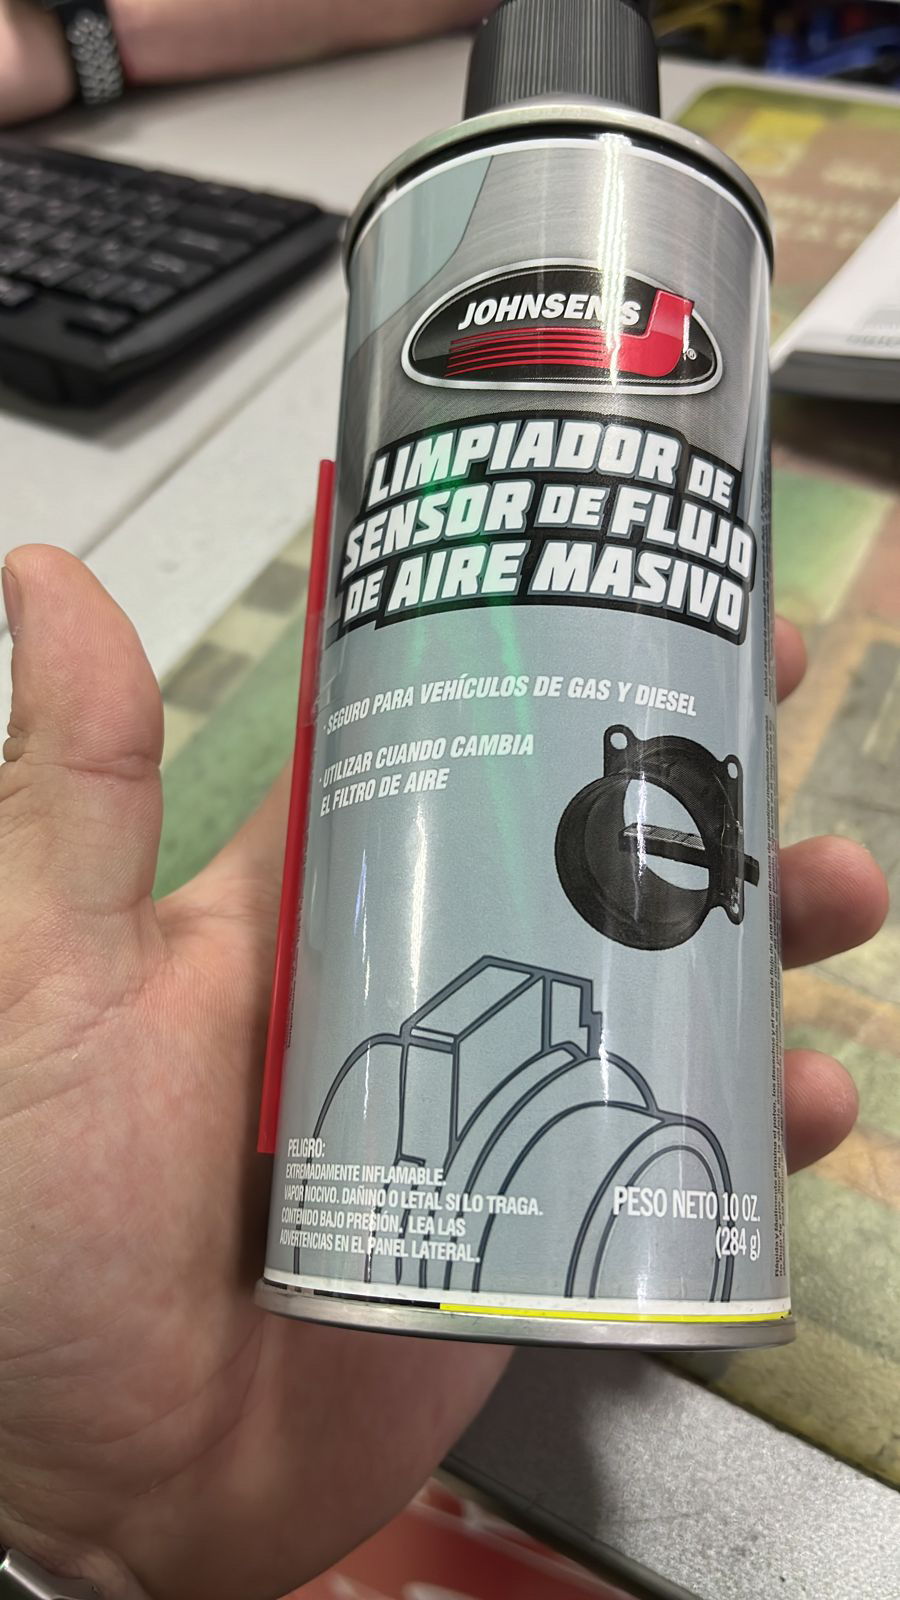 JOHNSEN'S
®
LIMPIADOR DE
SENSOR DE FLUJO
DE AIRE MASIVO
· SEGURO PARA VEHÍCULOS DE GAS Y DIESEL
· UTILIZAR CUANDO CAMBIA
EL FILTRO DE AIRE
PELIGRO:
EXTREMADAMENTE INFLAMABLE.
VAPOR NOCIVO. DAÑINO O LETAL SI LO TRAGA.
CONTENIDO BAJO PRESIÓN. LEA LAS
ADVERTENCIAS EN EL PANEL LATERAL.
PESO NETO 10 OZ.
(284 g)